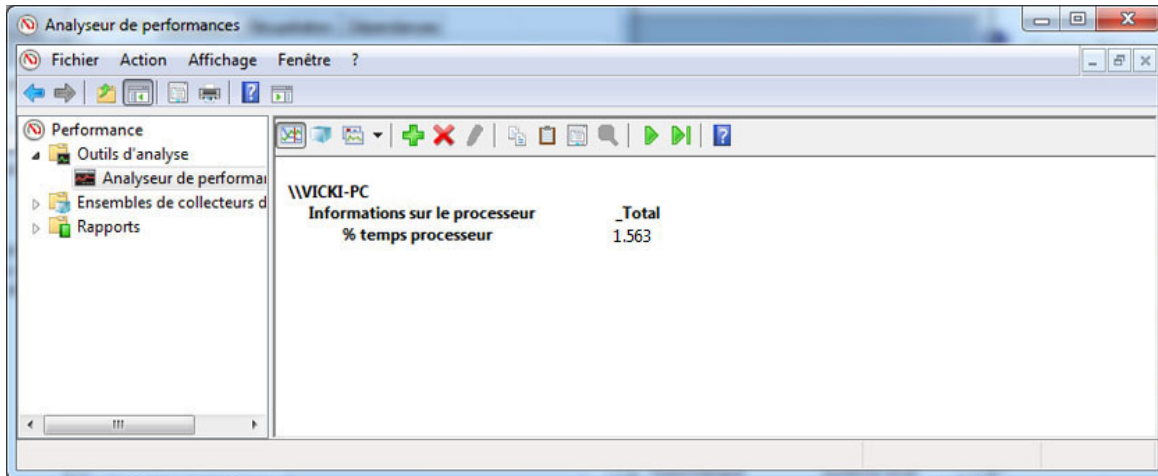 Analyseur de performances
Fichier Action Affichage Fenêtre ?
Performance
Outils d'analyse
Analyseur de performa
Ensembles de collecteurs d
Rapports
\\VICKI-PC
Informations sur le processeur _Total
% temps processeur 1.563